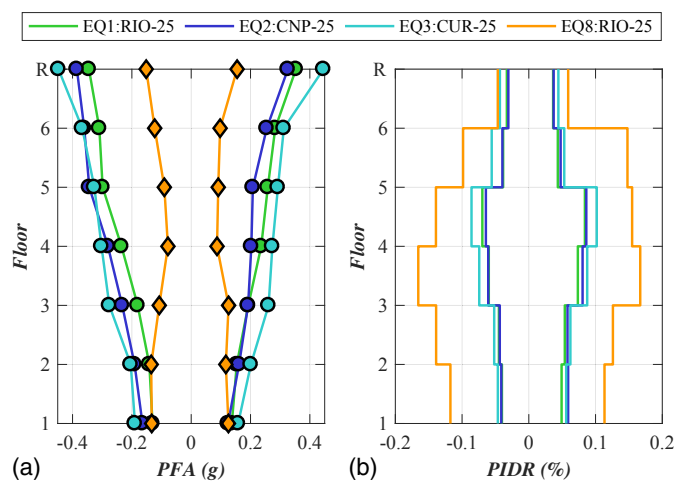 EQ1:RIO-25 EQ2:CNP-25 EQ3:CUR-25 EQ8:RIO-25
R R
6 6
5 5
Floor Floor
4 4
3 3
2 2
1 1
-0.4 -0.2 0 0.2 0.4 -0.2 -0.1 0 0.1 0.2
(a) PFA (g) (b) PIDR (%)